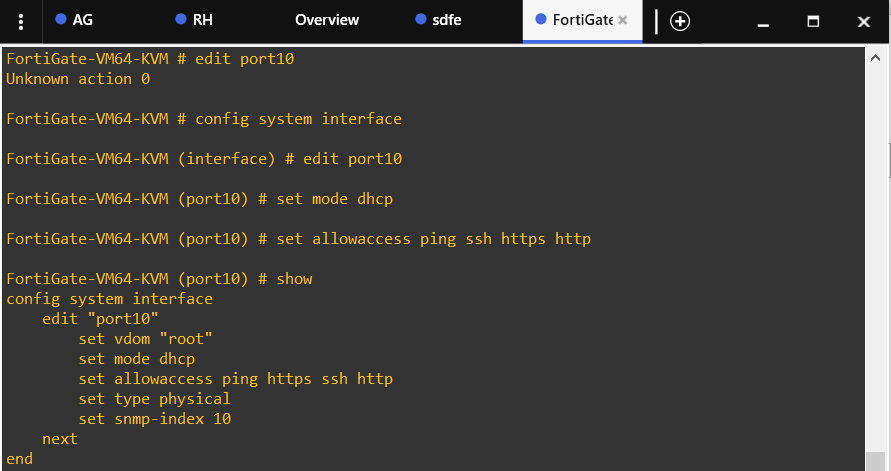 AG
RH
Overview
sdfe
FortiGate
FortiGate-VM64-KVM # edit port10
Unknown action 0
FortiGate-VM64-KVM # config system interface
FortiGate-VM64-KVM (interface) # edit port10
FortiGate-VM64-KVM (port10) # set mode dhcp
FortiGate-VM64-KVM (port10) # set allowaccess ping ssh https http
FortiGate-VM64-KVM (port10) # show
config system interface
    edit "port10"
        set vdom "root"
        set mode dhcp
        set allowaccess ping https ssh http
        set type physical
        set snmp-index 10
    next
end